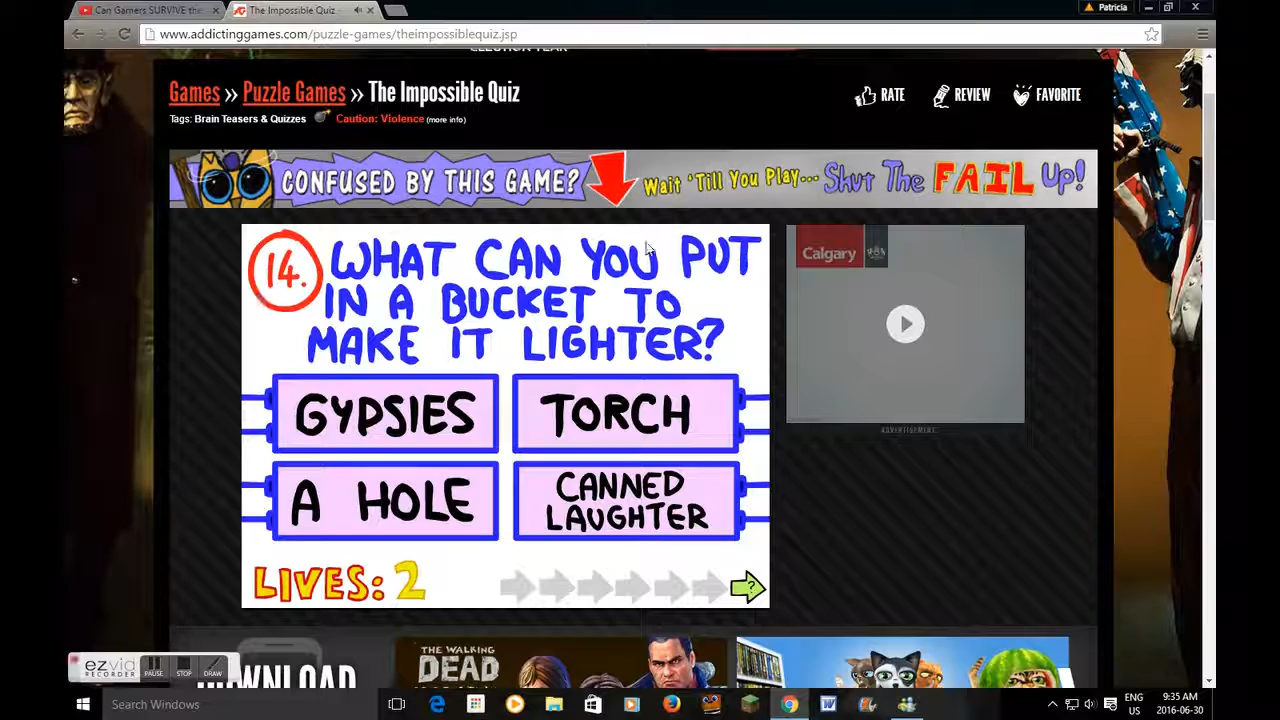 Can Gamers SURVIVE the
The Impossible Quiz
Patricia
www.addictinggames.com/puzzle-games/theimpossiblequiz.jsp
ELECTION YEAR
Games » Puzzle Games » The Impossible Quiz
RATE
REVIEW
FAVORITE
Tags: Brain Teasers & Quizzes
Caution: Violence (more info)
CONFUSED BY THIS GAME?
Wait 'Till You Play... Shut The FAIL Up!
14. WHAT CAN YOU PUT
IN A BUCKET TO
MAKE IT LIGHTER?
GYPSIES
TORCH
A HOLE
CANNED
LAUGHTER
LIVES: 2
?
Calgary
ADVERTISEMENT
ezvid
RECORDER
PAUSE
STOP
DRAW
DOWNLOAD
THE WALKING
DEAD
Search Windows
ENG
US
9:35 AM
2016-06-30